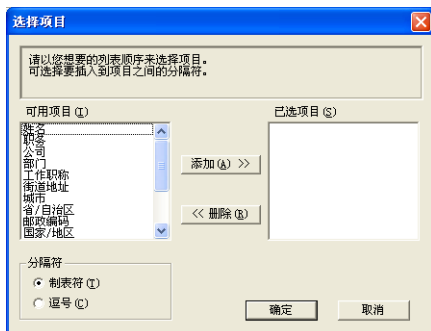 选择项目
请以您想要的列表顺序来选择项目。
可选择要插入到项目之间的分隔符。
可用项目(I)
已选项目(S)
姓名
职务
公司
部门
工作职称
街道地址
城市
省/自治区
邮政编码
国家/地区
添加(A) >>
<< 删除(R)
分隔符
制表符(T)
逗号(C)
确定
取消